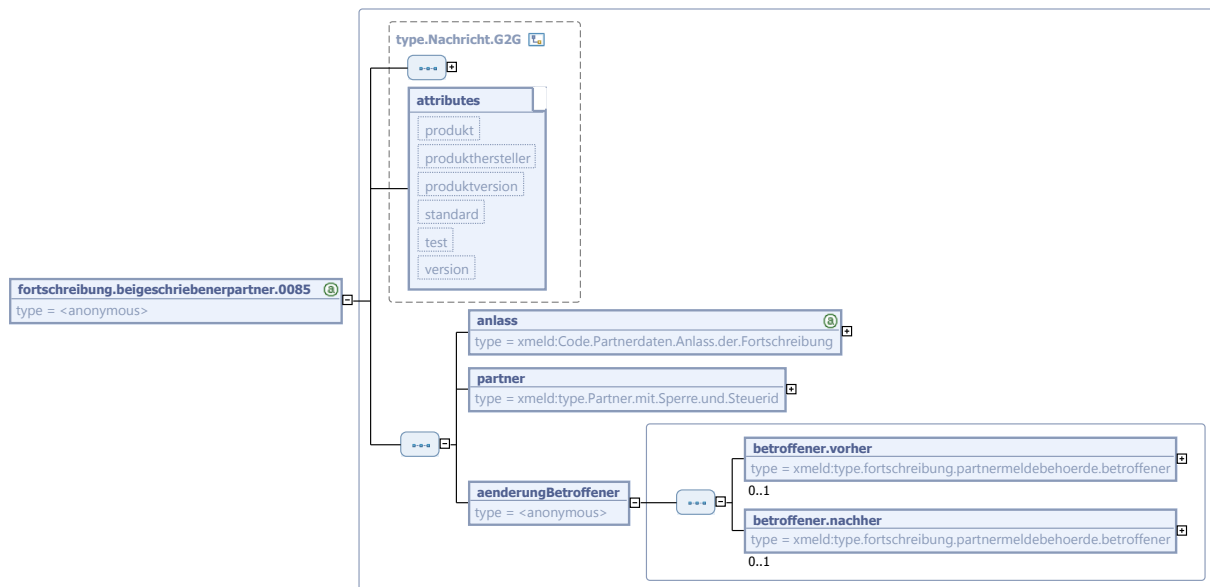 type.Nachricht.G2G
attributes
produkt
produkthersteller
produktversion
standard
test
version
fortschreibung.beigeschriebenerpartner.0085 a
type = <anonymous>
anlass a
type = xmeld:Code.Partnerdaten.Anlass.der.Fortschreibung
partner
type = xmeld:type.Partner.mit.Sperre.und.Steuerid
aenderungBetroffener
type = <anonymous>
betroffener.vorher
type = xmeld:type.fortschreibung.partnermeldebehoerde.betroffener
0..1
betroffener.nachher
type = xmeld:type.fortschreibung.partnermeldebehoerde.betroffener
0..1